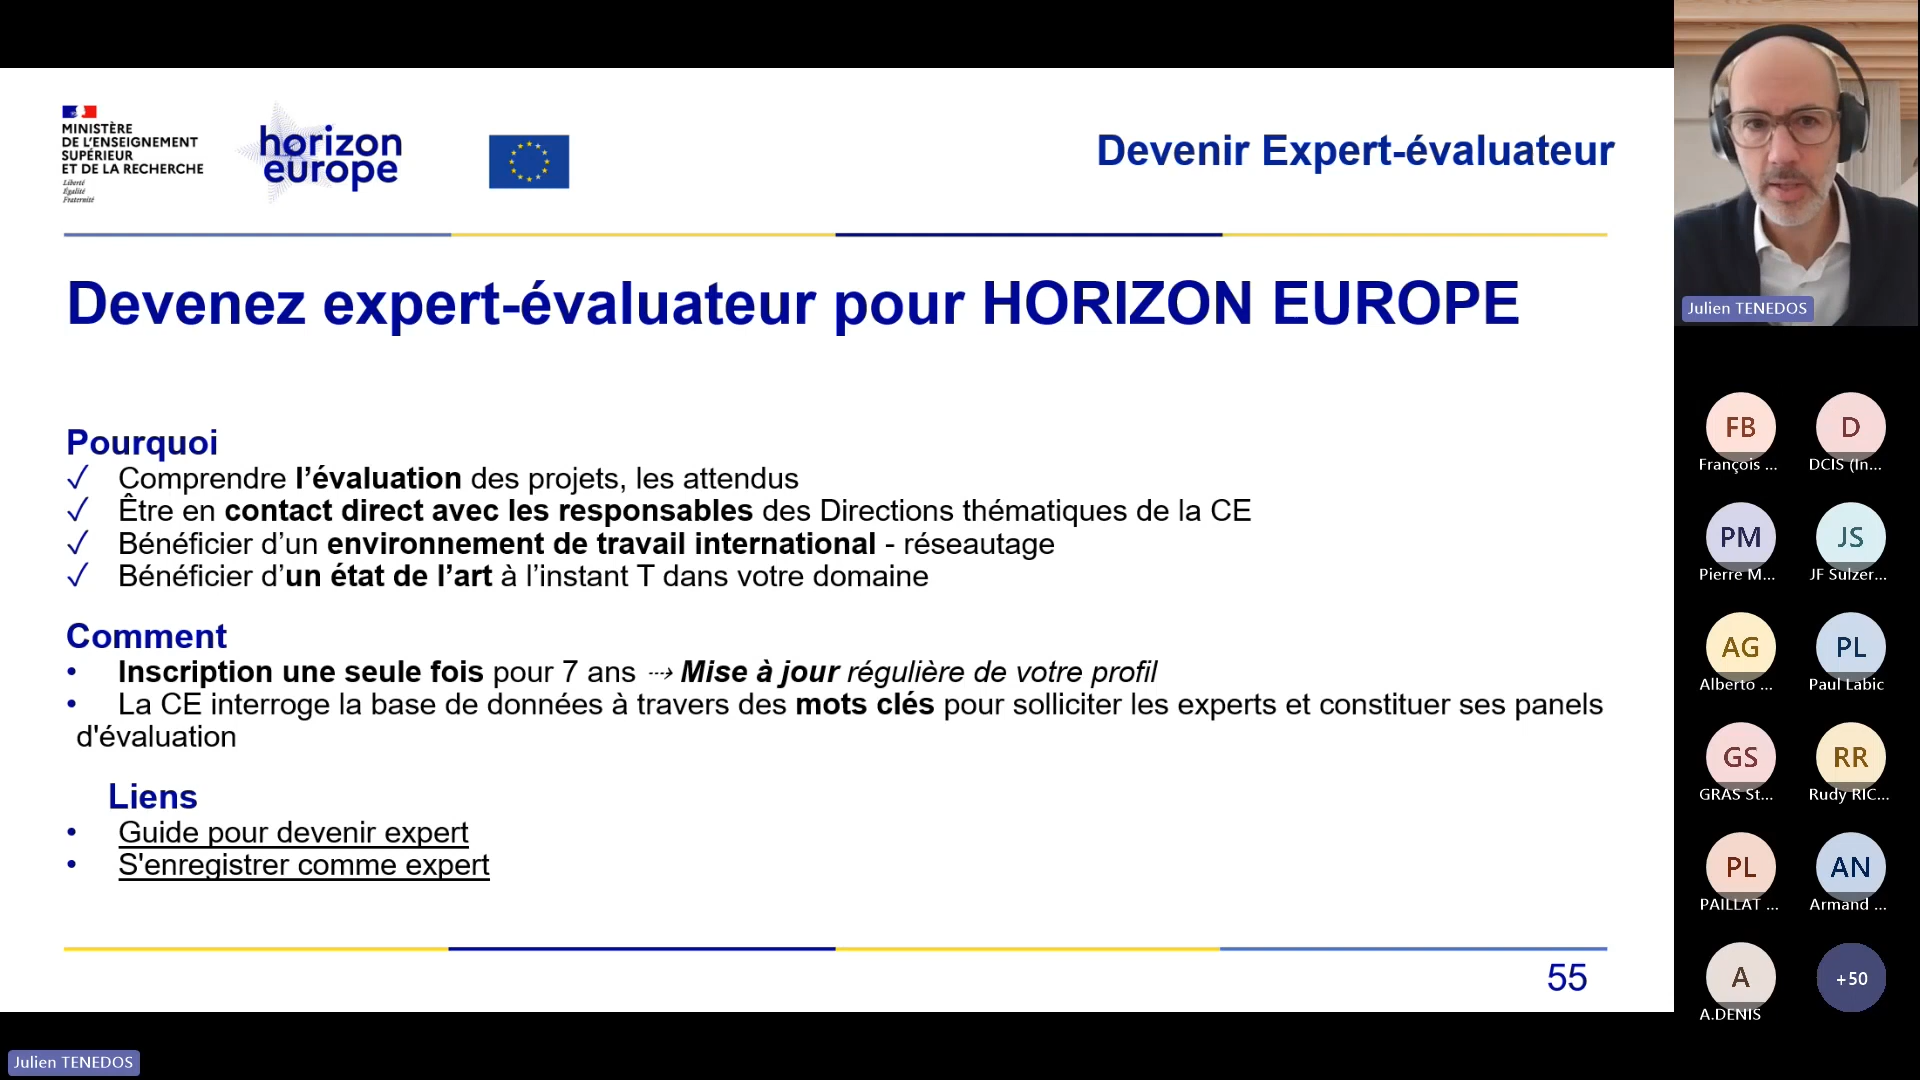 MINISTÈRE
DE L'ENSEIGNEMENT
SUPÉRIEUR
ET DE LA RECHERCHE
Liberté
Égalité
Fraternité
horizon
europe
Devenir Expert-évaluateur
Devenez expert-évaluateur pour HORIZON EUROPE
Pourquoi
✓ Comprendre l’évaluation des projets, les attendus
✓ Être en contact direct avec les responsables des Directions thématiques de la CE
✓ Bénéficier d’un environnement de travail international - réseautage
✓ Bénéficier d’un état de l’art à l’instant T dans votre domaine
Comment
• Inscription une seule fois pour 7 ans ⤏ Mise à jour régulière de votre profil
• La CE interroge la base de données à travers des mots clés pour solliciter les experts et constituer ses panels
d'évaluation
Liens
• Guide pour devenir expert
• S'enregistrer comme expert
55
Julien TENEDOS
Julien TENEDOS
FB
François ...
D
DCIS (In...
PM
Pierre M...
JS
JF Sulzer...
AG
Alberto ...
PL
Paul Labic
GS
GRAS St...
RR
Rudy RIC...
PL
PAILLAT ...
AN
Armand ...
A
A.DENIS
+50